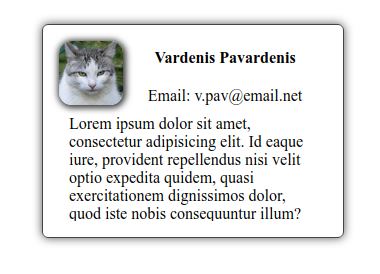 Vardenis Pavardenis
Email: v.pav@email.net
Lorem ipsum dolor sit amet,
consectetur adipisicing elit. Id eaque
iure, provident repellendus nisi velit
optio expedita quidem, quasi
exercitationem dignissimos dolor,
quod iste nobis consequuntur illum?